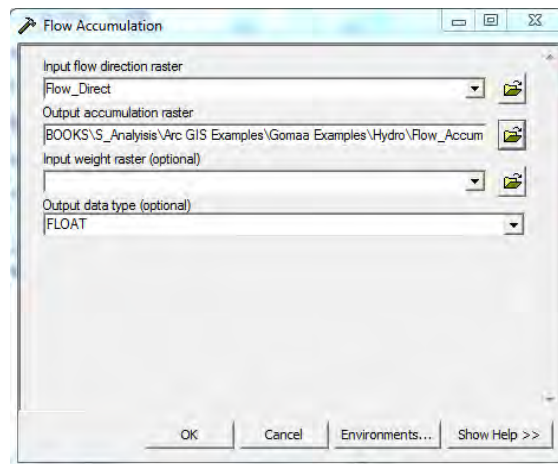 Flow Accumulation
Input flow direction raster
Flow_Direct
Output accumulation raster
BOOKS\S_Analyisis\Arc GIS Examples\Gomaa Examples\Hydro\Flow_Accum
Input weight raster (optional)
Output data type (optional)
FLOAT
OK Cancel Environments... Show Help >>